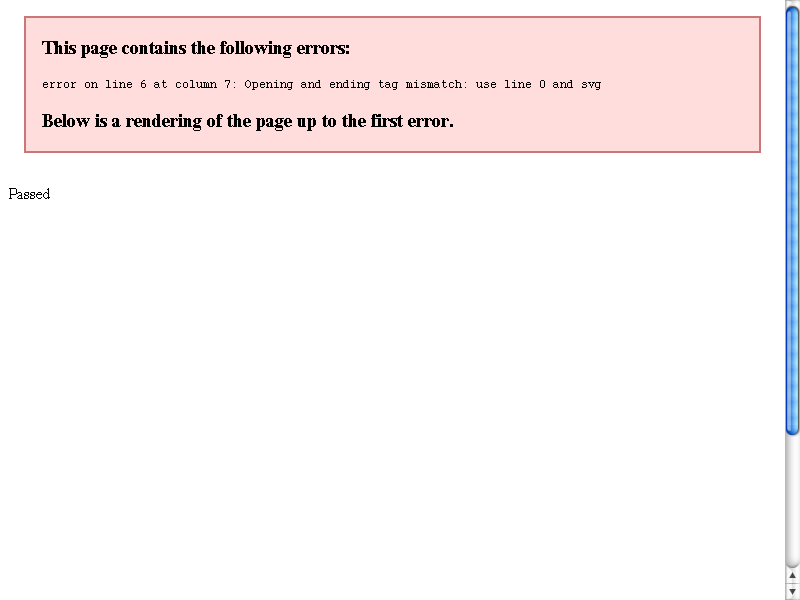 This page contains the following errors:
error on line 6 at column 7: Opening and ending tag mismatch: use line 0 and svg
Below is a rendering of the page up to the first error.
Passed